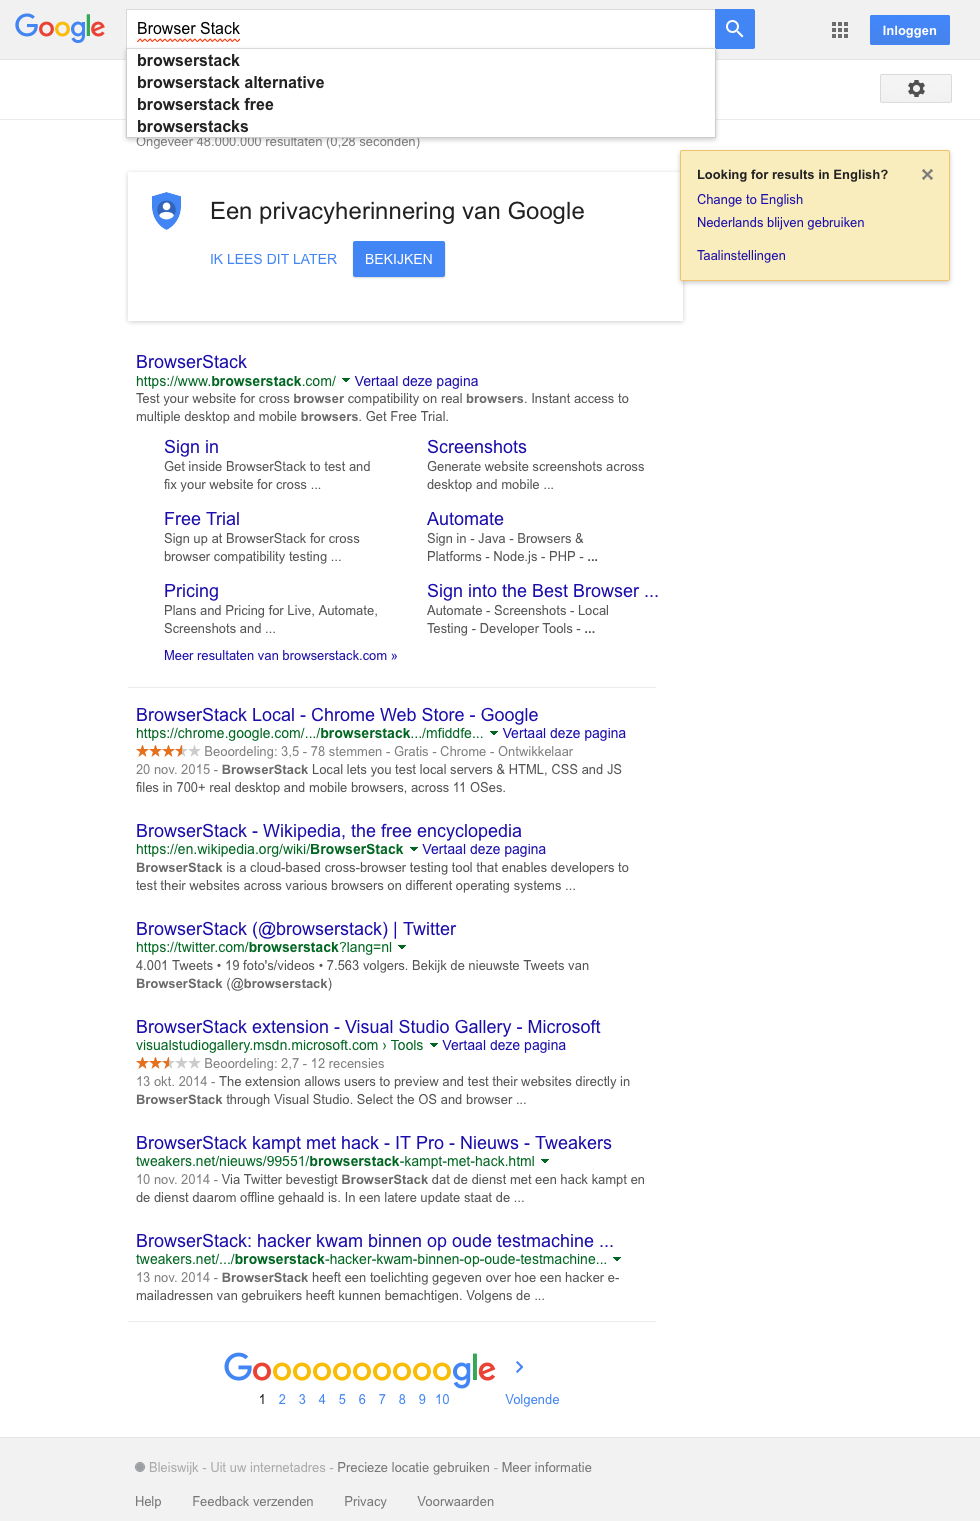 Google
Browser Stack
Inloggen
browserstack
browserstack alternative
browserstack free
browserstacks
Ongeveer 48.000.000 resultaten (0,28 seconden)
Looking for results in English?
Change to English
Nederlands blijven gebruiken
Taalinstellingen
Een privacyherinnering van Google
IK LEES DIT LATER
BEKIJKEN
BrowserStack
https://www.browserstack.com/ Vertaal deze pagina
Test your website for cross browser compatibility on real browsers. Instant access to
multiple desktop and mobile browsers. Get Free Trial.
Sign in
Get inside BrowserStack to test and
fix your website for cross ...
Screenshots
Generate website screenshots across
desktop and mobile ...
Free Trial
Sign up at BrowserStack for cross
browser compatibility testing ...
Automate
Sign in - Java - Browsers &
Platforms - Node.js - PHP - ...
Pricing
Plans and Pricing for Live, Automate,
Screenshots and ...
Sign into the Best Browser ...
Automate - Screenshots - Local
Testing - Developer Tools - ...
Meer resultaten van browserstack.com »
BrowserStack Local - Chrome Web Store - Google
https://chrome.google.com/.../browserstack.../mfiddfe... Vertaal deze pagina
Beoordeling: 3,5 - 78 stemmen - Gratis - Chrome - Ontwikkelaar
20 nov. 2015 - BrowserStack Local lets you test local servers & HTML, CSS and JS
files in 700+ real desktop and mobile browsers, across 11 OSes.
BrowserStack - Wikipedia, the free encyclopedia
https://en.wikipedia.org/wiki/BrowserStack Vertaal deze pagina
BrowserStack is a cloud-based cross-browser testing tool that enables developers to
test their websites across various browsers on different operating systems ...
BrowserStack (@browserstack) | Twitter
https://twitter.com/browserstack?lang=nl
4.001 Tweets • 19 foto's/videos • 7.563 volgers. Bekijk de nieuwste Tweets van
BrowserStack (@browserstack)
BrowserStack extension - Visual Studio Gallery - Microsoft
visualstudiogallery.msdn.microsoft.com › Tools Vertaal deze pagina
Beoordeling: 2,7 - 12 recensies
13 okt. 2014 - The extension allows users to preview and test their websites directly in
BrowserStack through Visual Studio. Select the OS and browser ...
BrowserStack kampt met hack - IT Pro - Nieuws - Tweakers
tweakers.net/nieuws/99551/browserstack-kampt-met-hack.html
10 nov. 2014 - Via Twitter bevestigt BrowserStack dat de dienst met een hack kampt en
de dienst daarom offline gehaald is. In een latere update staat de ...
BrowserStack: hacker kwam binnen op oude testmachine ...
tweakers.net/.../browserstack-hacker-kwam-binnen-op-oude-testmachine...
13 nov. 2014 - BrowserStack heeft een toelichting gegeven over hoe een hacker e-
mailadressen van gebruikers heeft kunnen bemachtigen. Volgens de ...
Goooooooooogle
1 2 3 4 5 6 7 8 9 10 Volgende
Bleiswijk - Uit uw internetadres - Precieze locatie gebruiken - Meer informatie
Help Feedback verzenden Privacy Voorwaarden